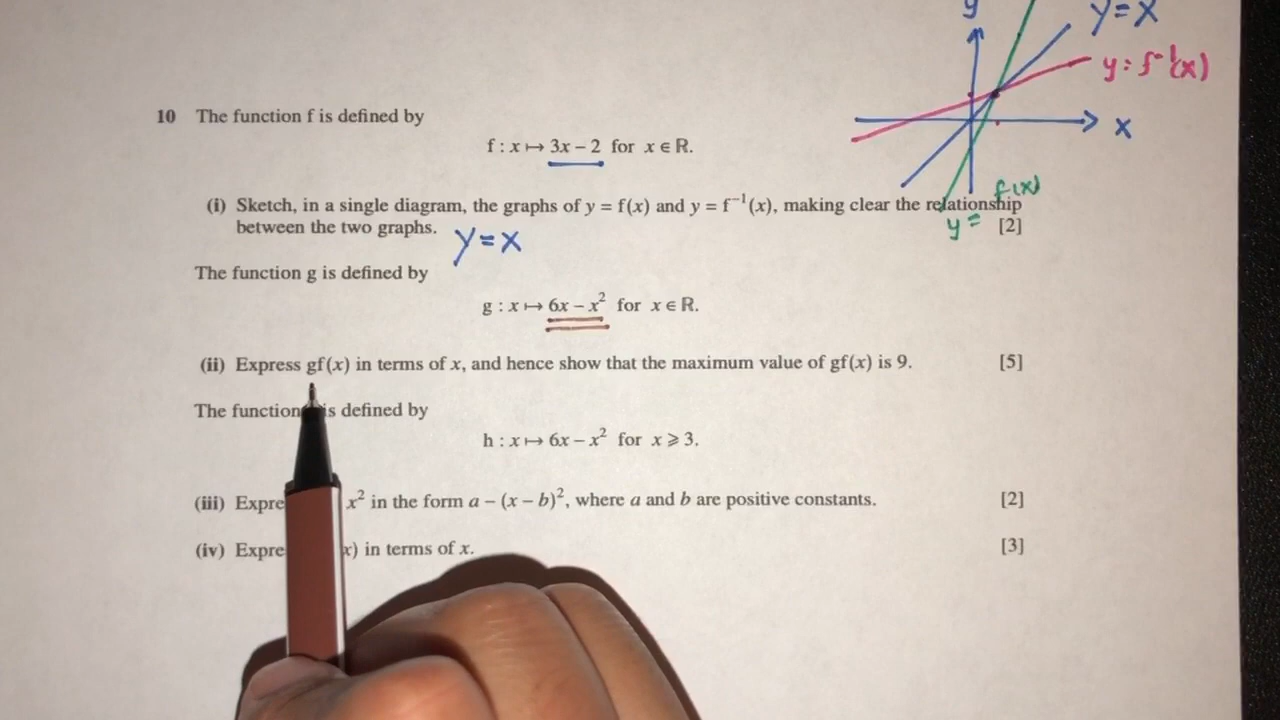 y
y=x
y=f⁻¹(x)
x
10 The function f is defined by
f : x ↦ 3x – 2 for x ∈ R.
(i) Sketch, in a single diagram, the graphs of y = f(x) and y = f⁻¹(x), making clear the relationship
between the two graphs. [2]
f(x)
y=
y=x
The function g is defined by
g : x ↦ 6x – x² for x ∈ R.
(ii) Express gf(x) in terms of x, and hence show that the maximum value of gf(x) is 9. [5]
The function is defined by
h : x ↦ 6x – x² for x ⩾ 3.
(iii) Expre x² in the form a – (x – b)², where a and b are positive constants. [2]
(iv) Expre x) in terms of x. [3]